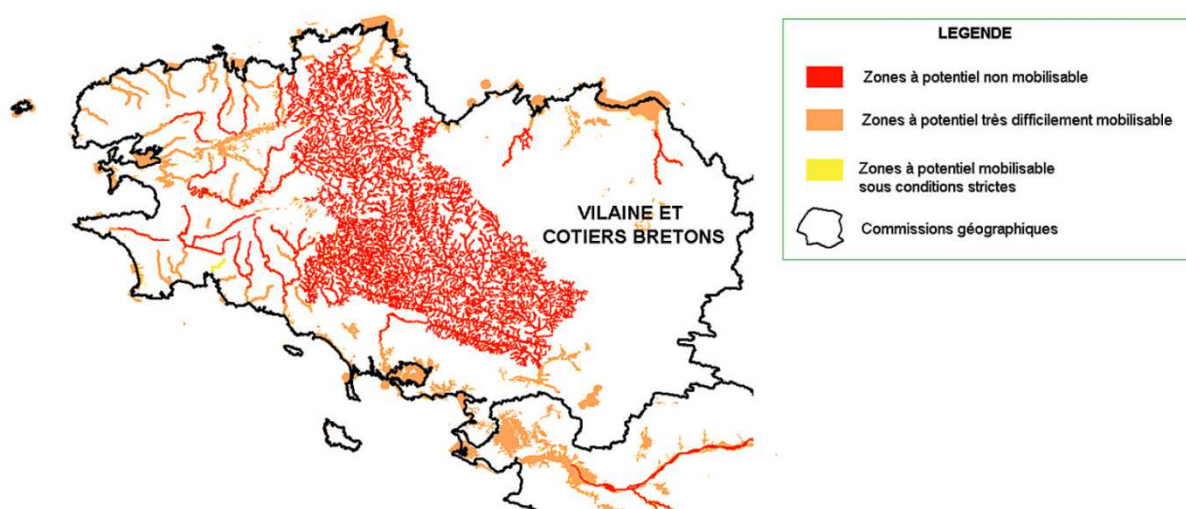 LEGENDE
Zones à potentiel non mobilisable
Zones à potentiel très difficilement mobilisable
Zones à potentiel mobilisable
sous conditions strictes
Commissions géographiques
VILAINE ET
COTIERS BRETONS